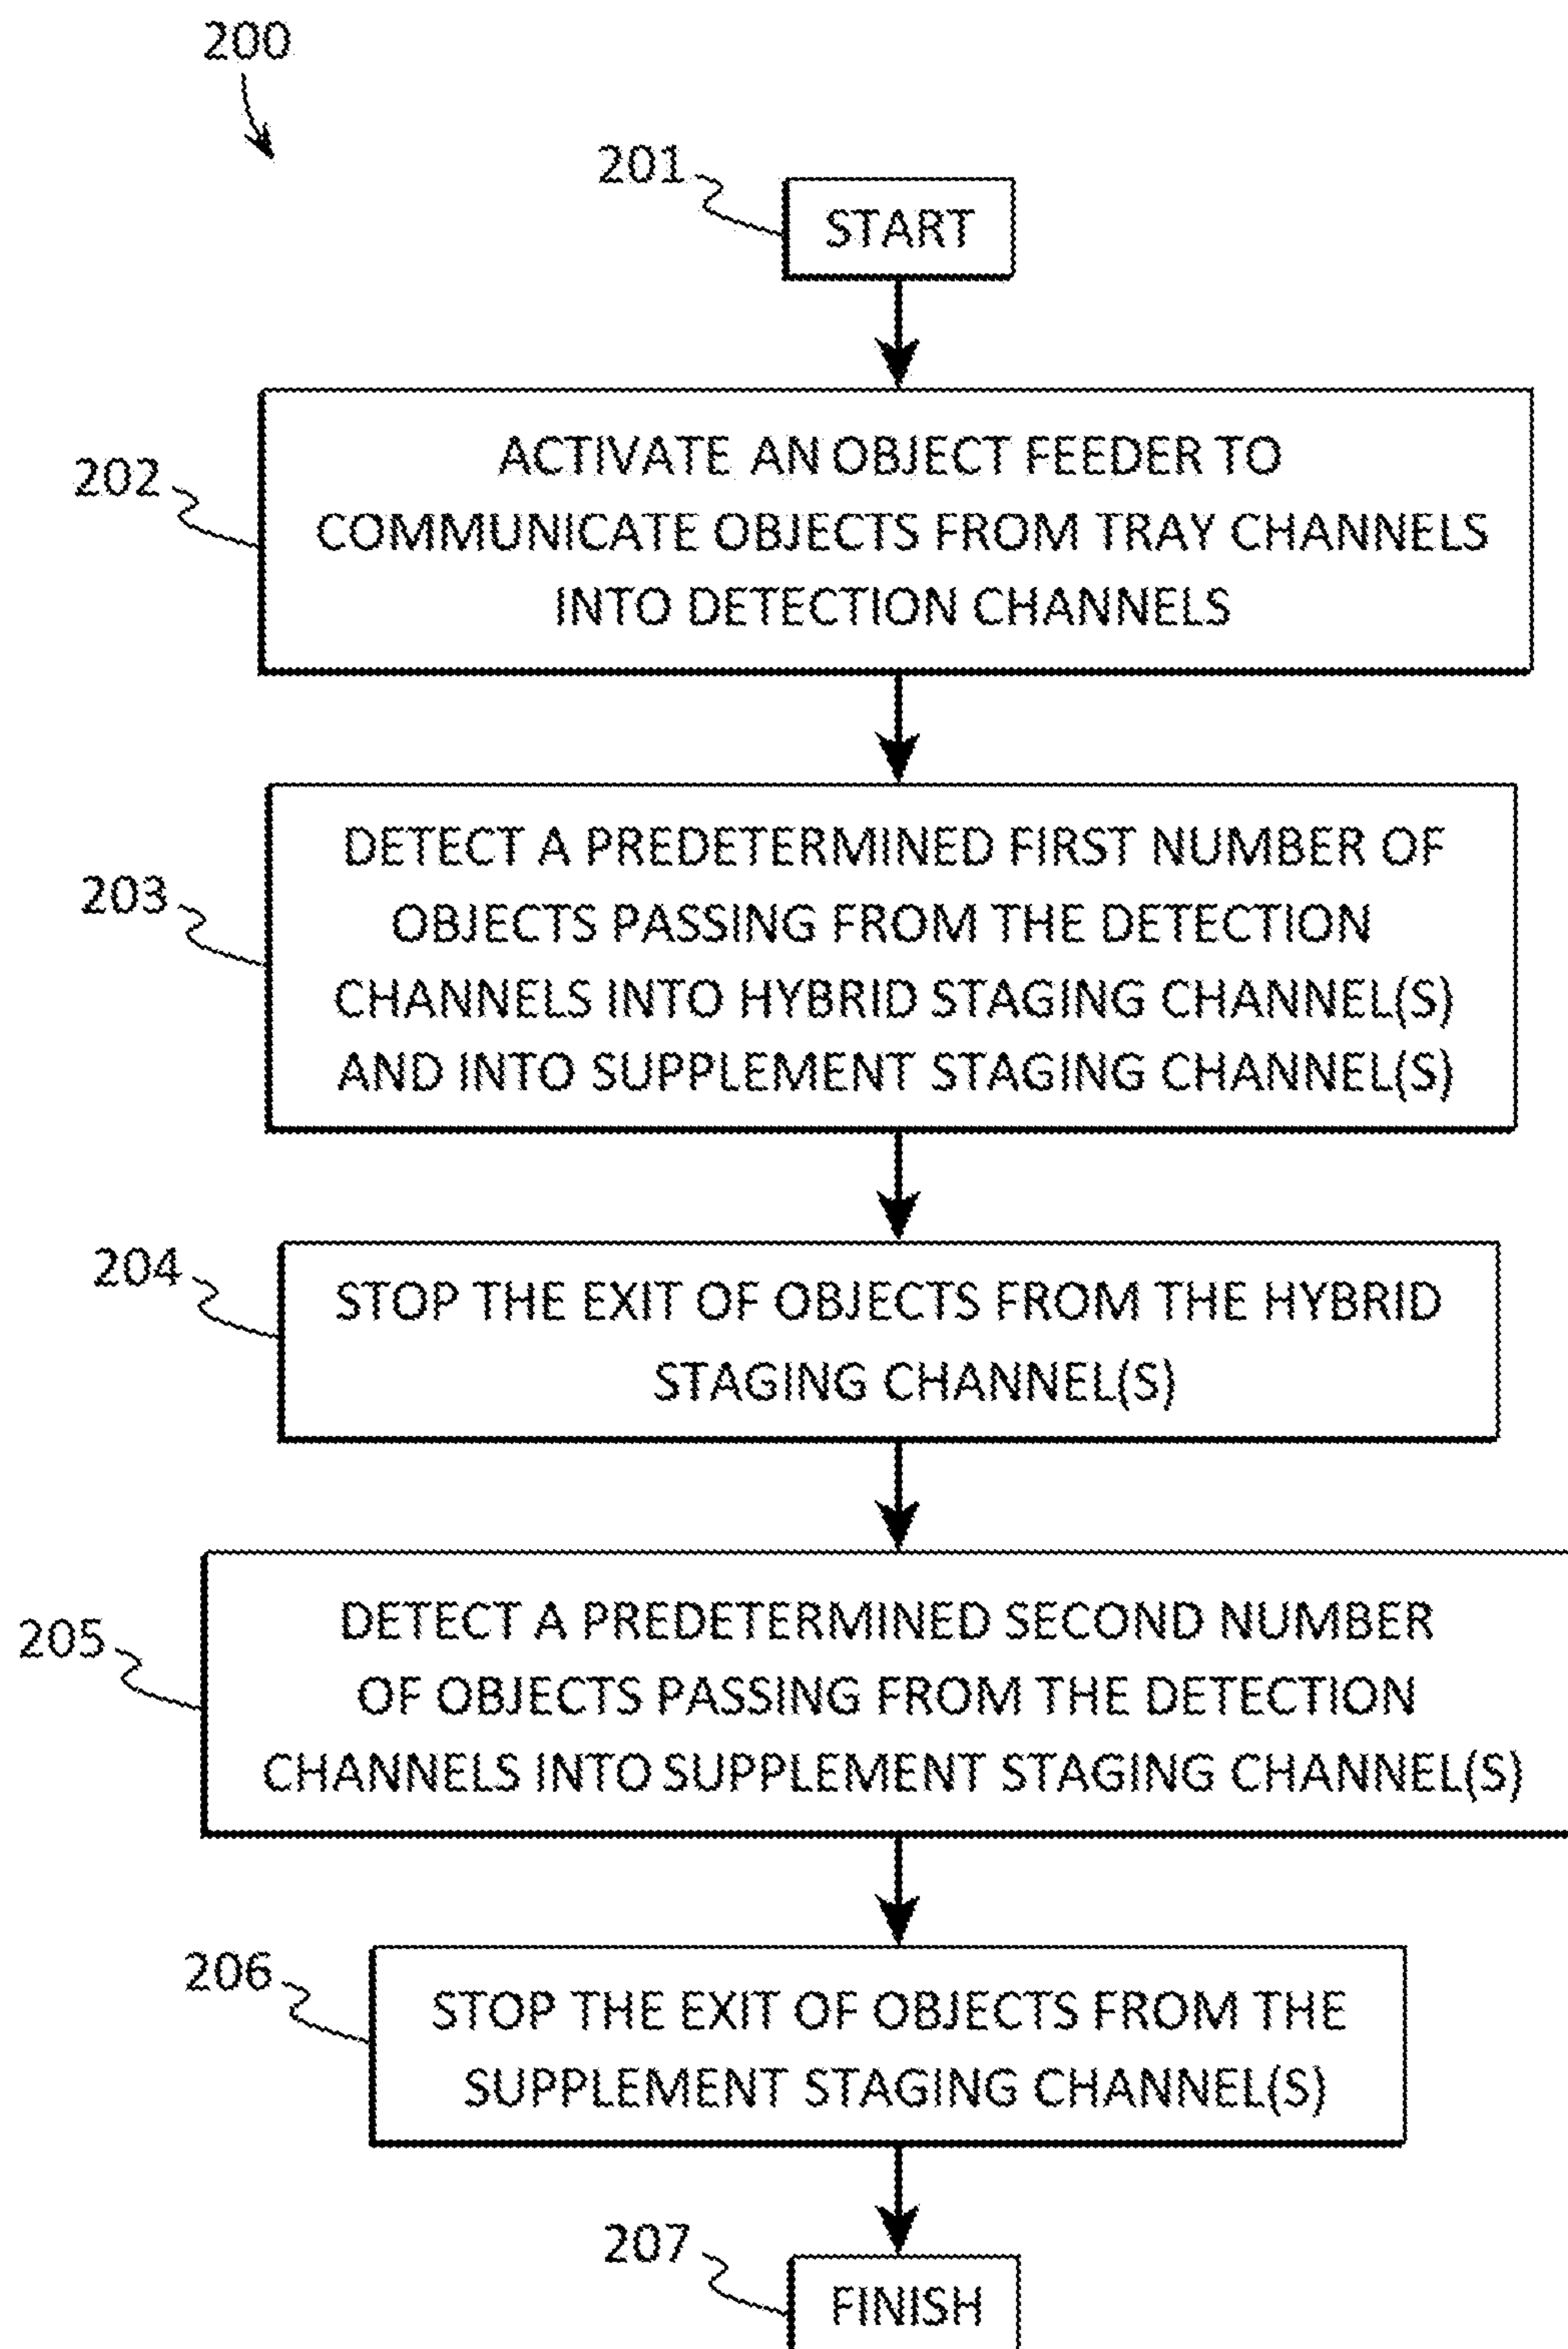 200
201
START
202
ACTIVATE AN OBJECT FEEDER TO
COMMUNICATE OBJECTS FROM TRAY CHANNELS
INTO DETECTION CHANNELS
203
DETECT A PREDETERMINED FIRST NUMBER OF
OBJECTS PASSING FROM THE DETECTION
CHANNELS INTO HYBRID STAGING CHANNEL(S)
AND INTO SUPPLEMENT STAGING CHANNEL(S)
204
STOP THE EXIT OF OBJECTS FROM THE HYBRID
STAGING CHANNEL(S)
205
DETECT A PREDETERMINED SECOND NUMBER
OF OBJECTS PASSING FROM THE DETECTION
CHANNELS INTO SUPPLEMENT STAGING CHANNEL(S)
206
STOP THE EXIT OF OBJECTS FROM THE
SUPPLEMENT STAGING CHANNEL(S)
207
FINISH